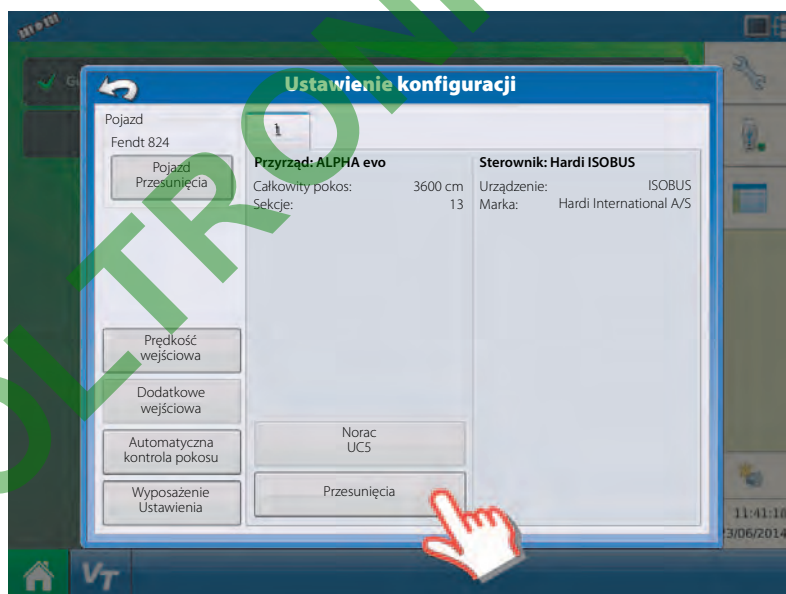 Ustawienie konfiguracji
Pojazd
Fendt 824
Pojazd
Przesunięcia
1
Przyrząd: ALPHA evo
Całkowity pokos: 3600 cm
Sekcje: 13
Sterownik: Hardi ISOBUS
Urządzenie: ISOBUS
Marka: Hardi International A/S
Prędkość
wejściowa
Dodatkowe
wejściowa
Automatyczna
kontrola pokosu
Wyposażenie
Ustawienia
Norac
UC5
Przesunięcia
11:41:18
3/06/2014
VT
OLTRONI